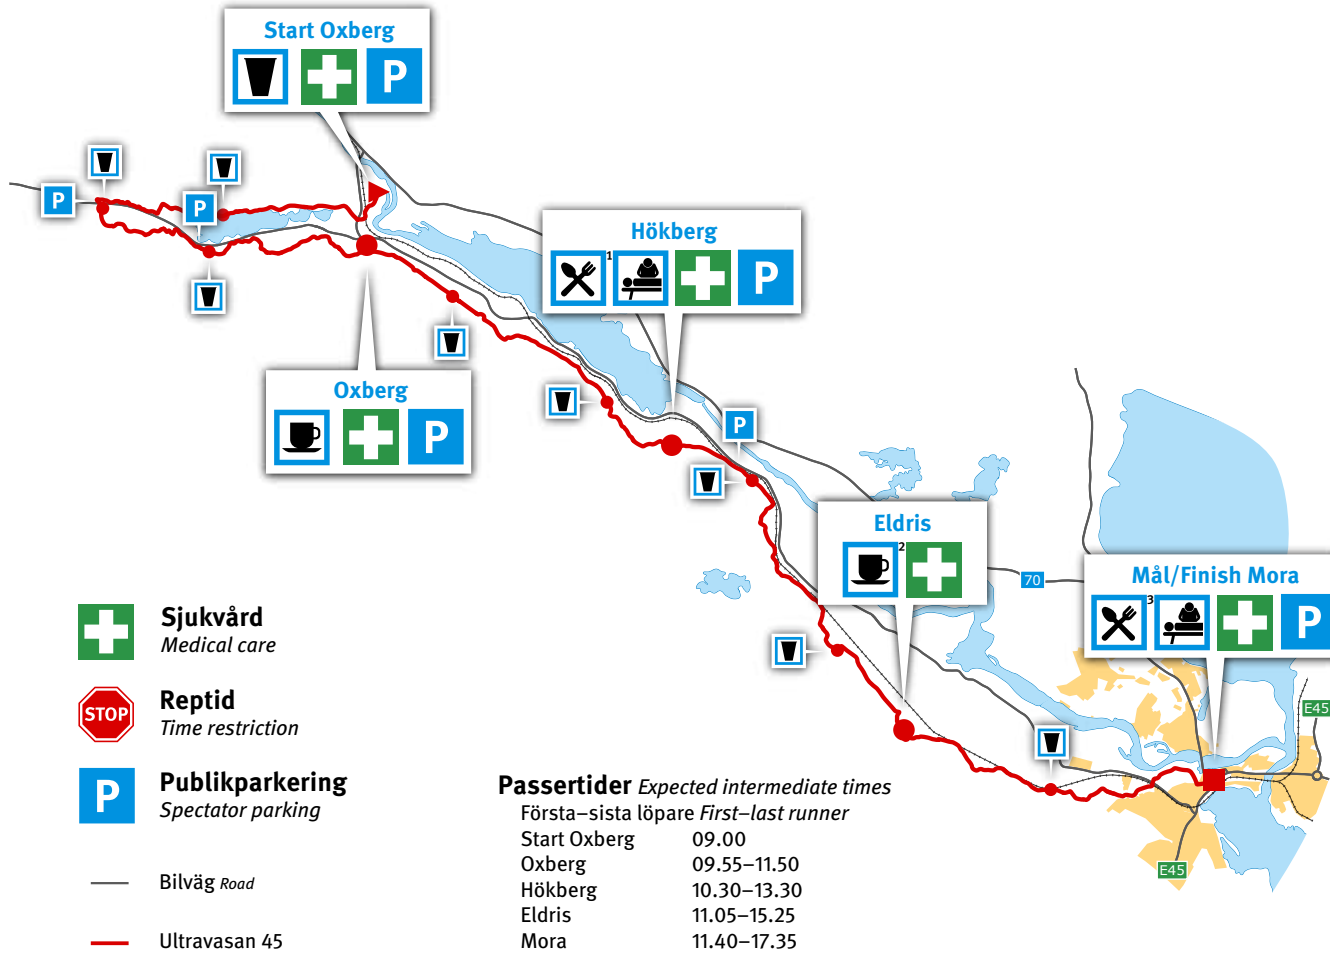 Start Oxberg
P
P
P
Hökberg
1
P
Oxberg
P
P
Eldris
2
70
Mål/Finish Mora
3
P
E45
E45
Sjukvård
Medical care
STOP
Reptid
Time restriction
P
Publikparkering
Spectator parking
Bilväg Road
Ultravasan 45
Passertider Expected intermediate times
Första–sista löpare First–last runner
Start Oxberg 09.00
Oxberg 09.55–11.50
Hökberg 10.30–13.30
Eldris 11.05–15.25
Mora 11.40–17.35